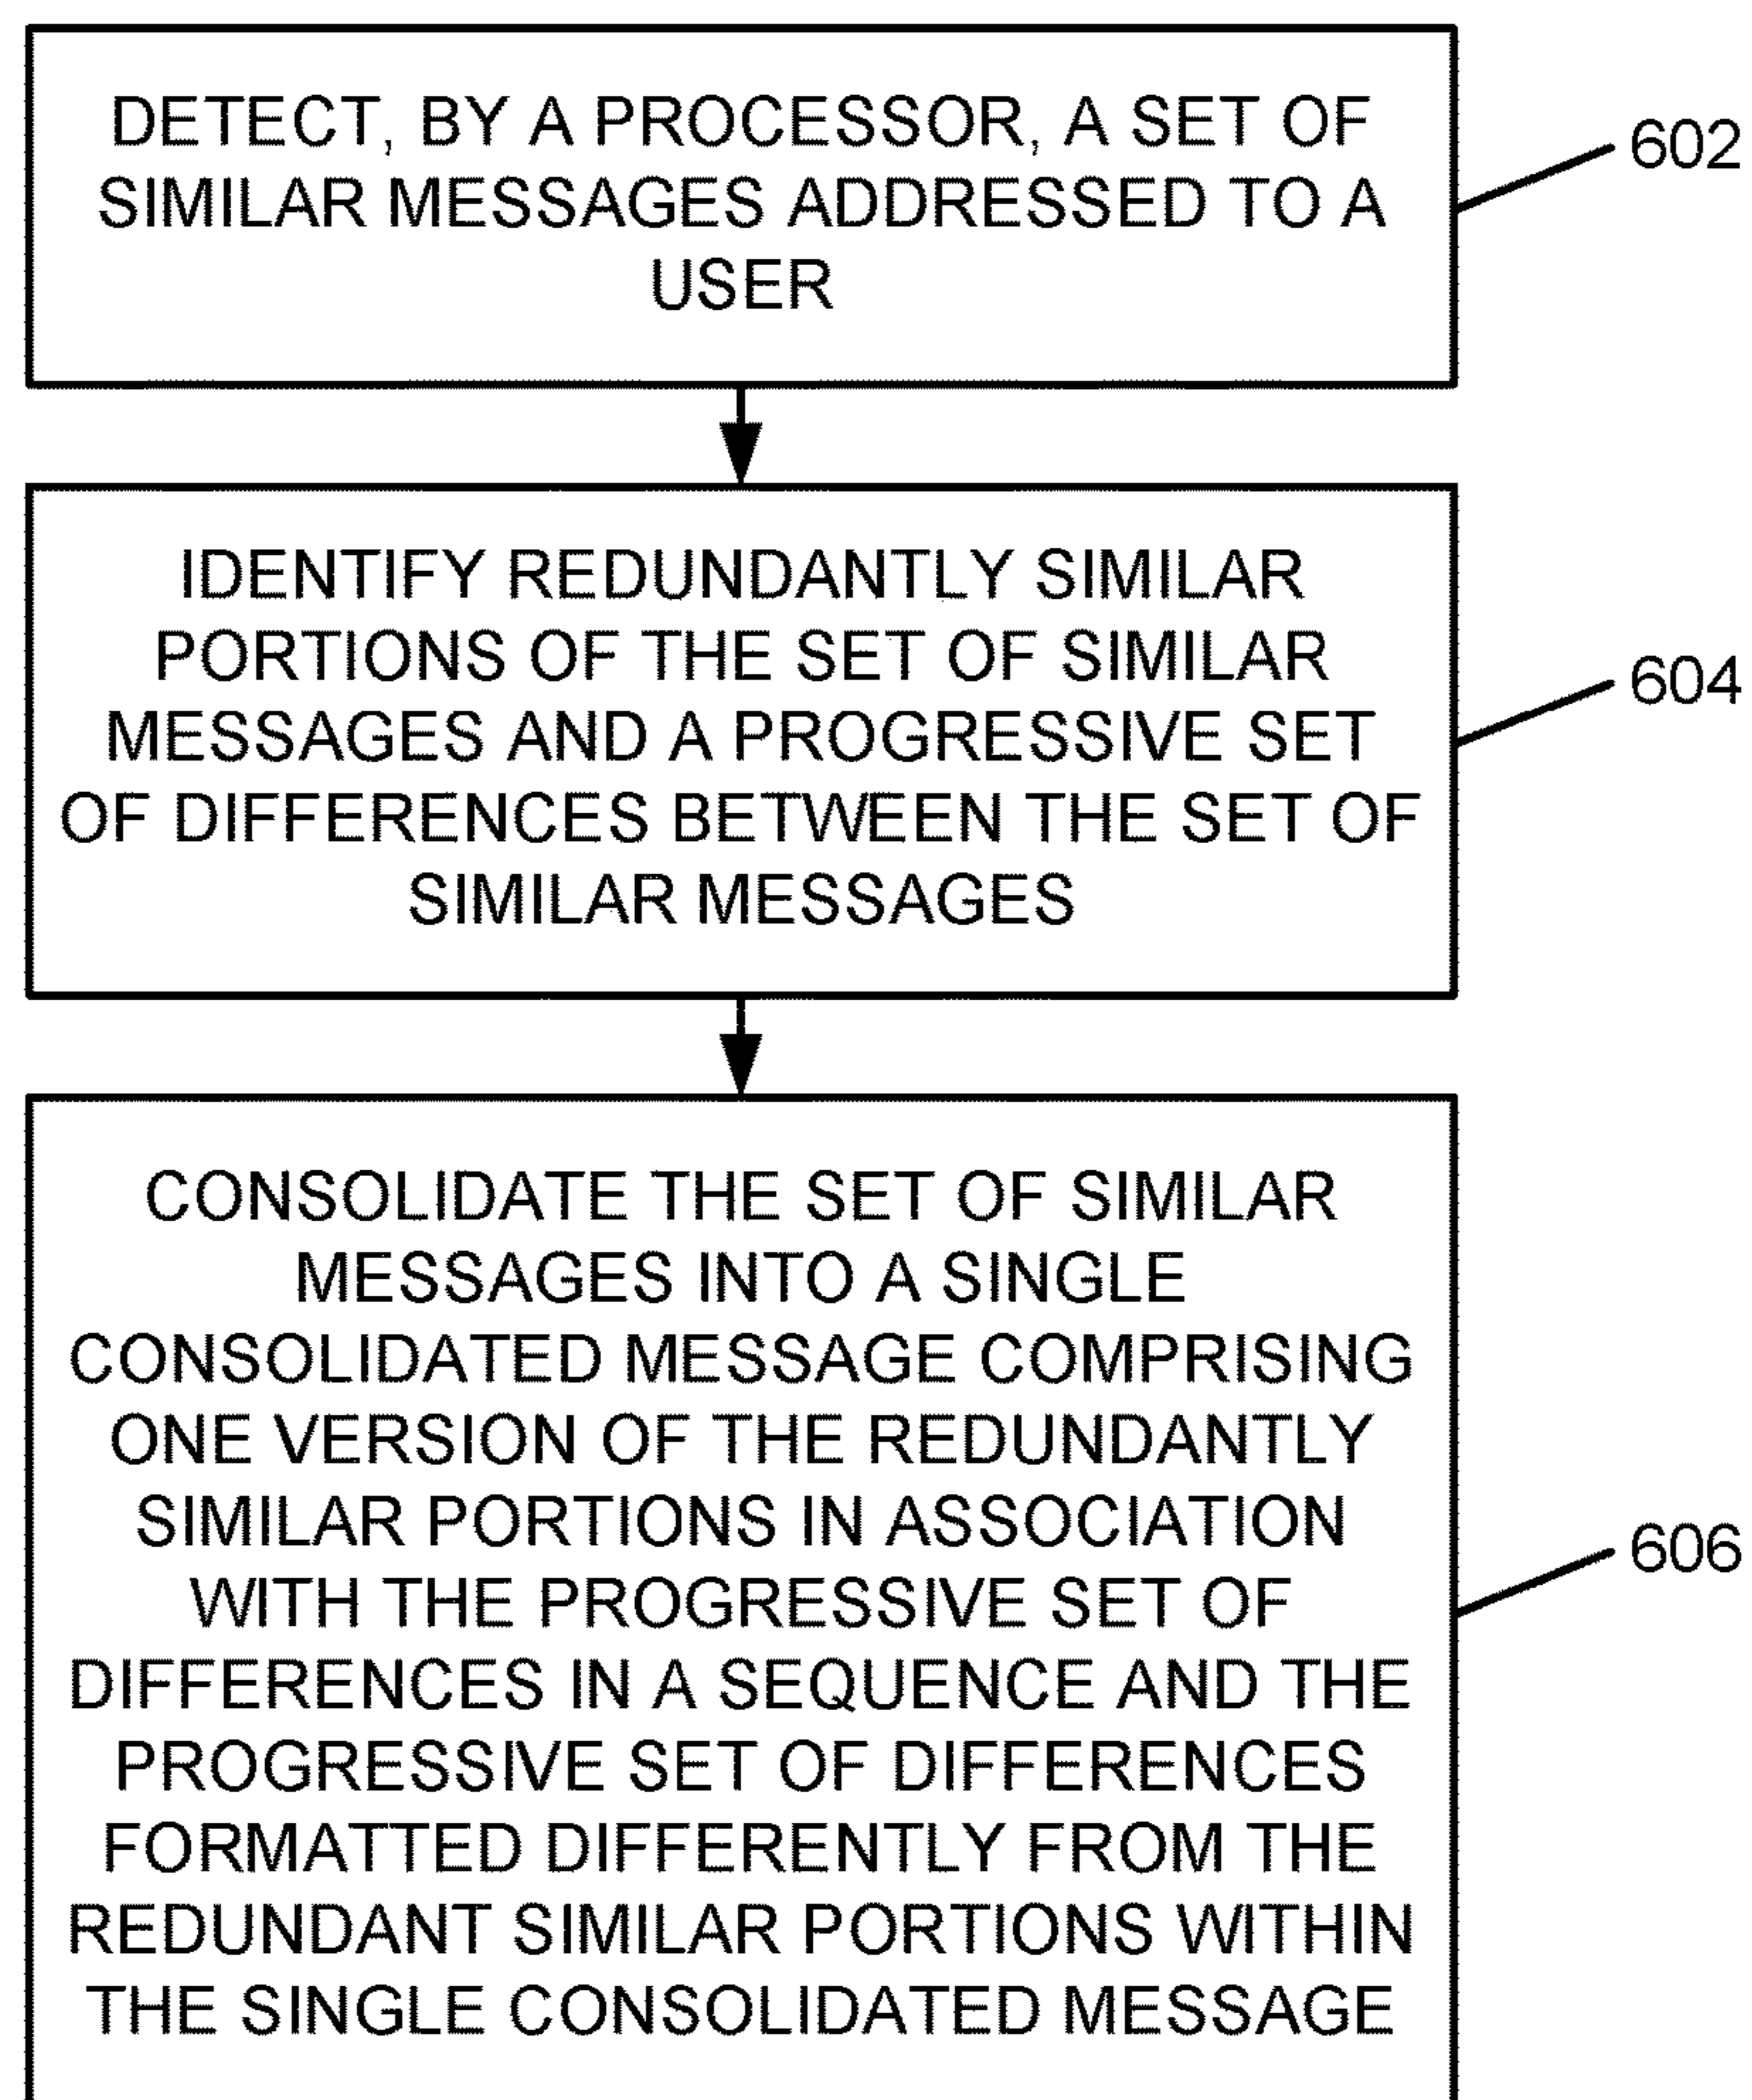 DETECT, BY A PROCESSOR, A SET OF
SIMILAR MESSAGES ADDRESSED TO A
USER
602
IDENTIFY REDUNDANTLY SIMILAR
PORTIONS OF THE SET OF SIMILAR
MESSAGES AND A PROGRESSIVE SET
OF DIFFERENCES BETWEEN THE SET OF
SIMILAR MESSAGES
604
CONSOLIDATE THE SET OF SIMILAR
MESSAGES INTO A SINGLE
CONSOLIDATED MESSAGE COMPRISING
ONE VERSION OF THE REDUNDANTLY
SIMILAR PORTIONS IN ASSOCIATION
WITH THE PROGRESSIVE SET OF
DIFFERENCES IN A SEQUENCE AND THE
PROGRESSIVE SET OF DIFFERENCES
FORMATTED DIFFERENTLY FROM THE
REDUNDANT SIMILAR PORTIONS WITHIN
THE SINGLE CONSOLIDATED MESSAGE
606